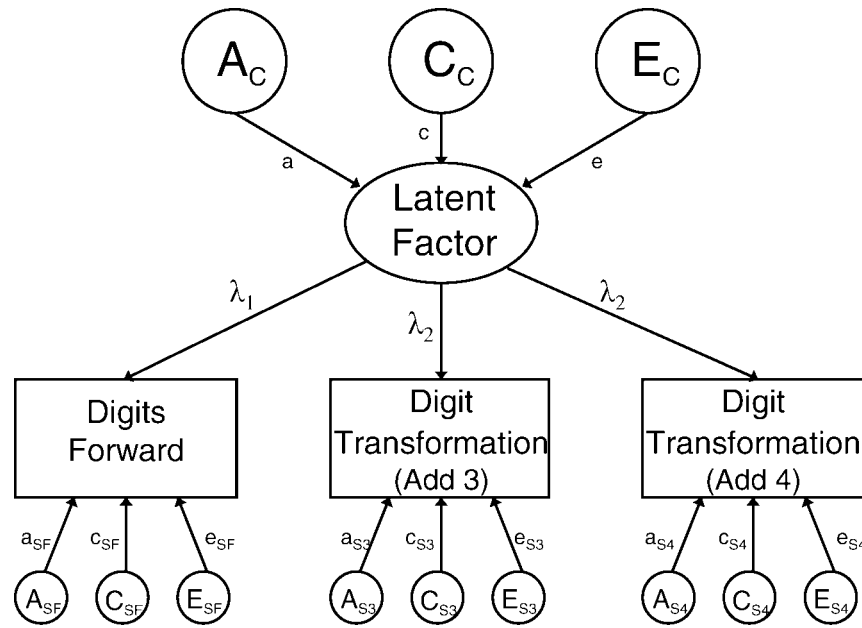 A_C C_C E_C
a c e
Latent
Factor
λ_1 λ_2 λ_2
Digits
Forward
Digit
Transformation
(Add 3)
Digit
Transformation
(Add 4)
a_SF c_SF e_SF a_S3 c_S3 e_S3 a_S4 c_S4 e_S4
A_SF C_SF E_SF A_S3 C_S3 E_S3 A_S4 C_S4 E_S4